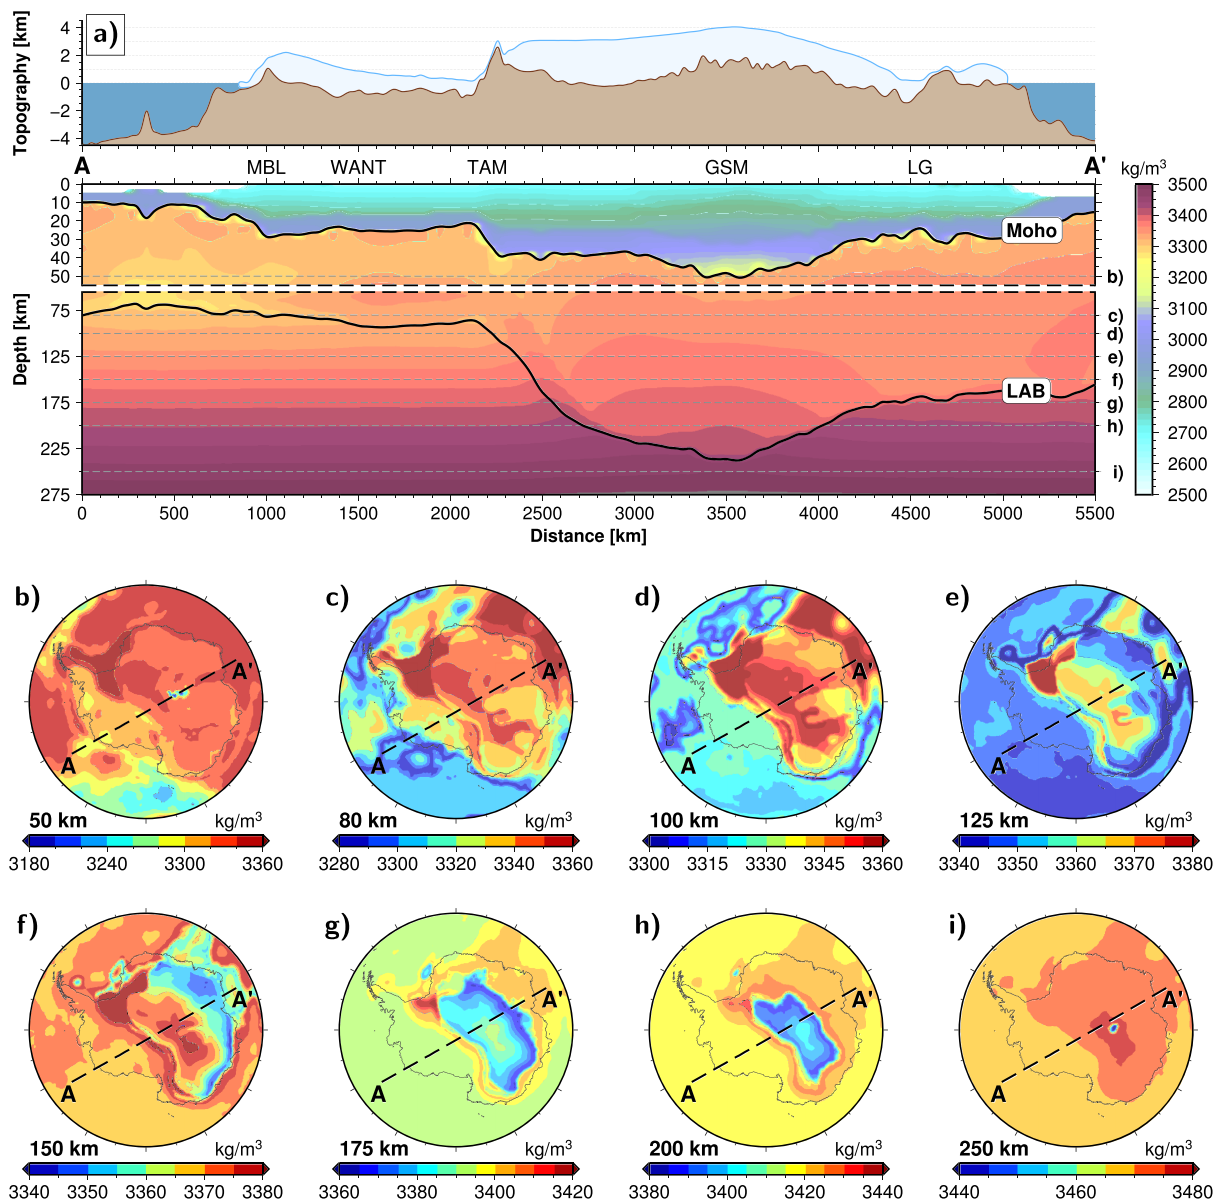 a)
Topography [km]
4
2
0
−2
−4
A MBL WANT TAM GSM LG A'
0
10
20
30
40
50
Moho
b)
75
125
175
225
275
Depth [km]
c)
d)
e)
f)
LAB
g)
h)
i)
0 500 1000 1500 2000 2500 3000 3500 4000 4500 5000 5500
Distance [km]
kg/m³
3500
3400
3300
3200
3100
3000
2900
2800
2700
2600
2500
b)
A
A'
50 km kg/m³
3180 3240 3300 3360
c)
A
A'
80 km kg/m³
3280 3300 3320 3340 3360
d)
A
A'
100 km kg/m³
3300 3315 3330 3345 3360
e)
A
A'
125 km kg/m³
3340 3350 3360 3370 3380
f)
A
A'
150 km kg/m³
3340 3350 3360 3370 3380
g)
A
A'
175 km kg/m³
3360 3380 3400 3420
h)
A
A'
200 km kg/m³
3380 3400 3420 3440
i)
A
A'
250 km kg/m³
3440 3460 3480